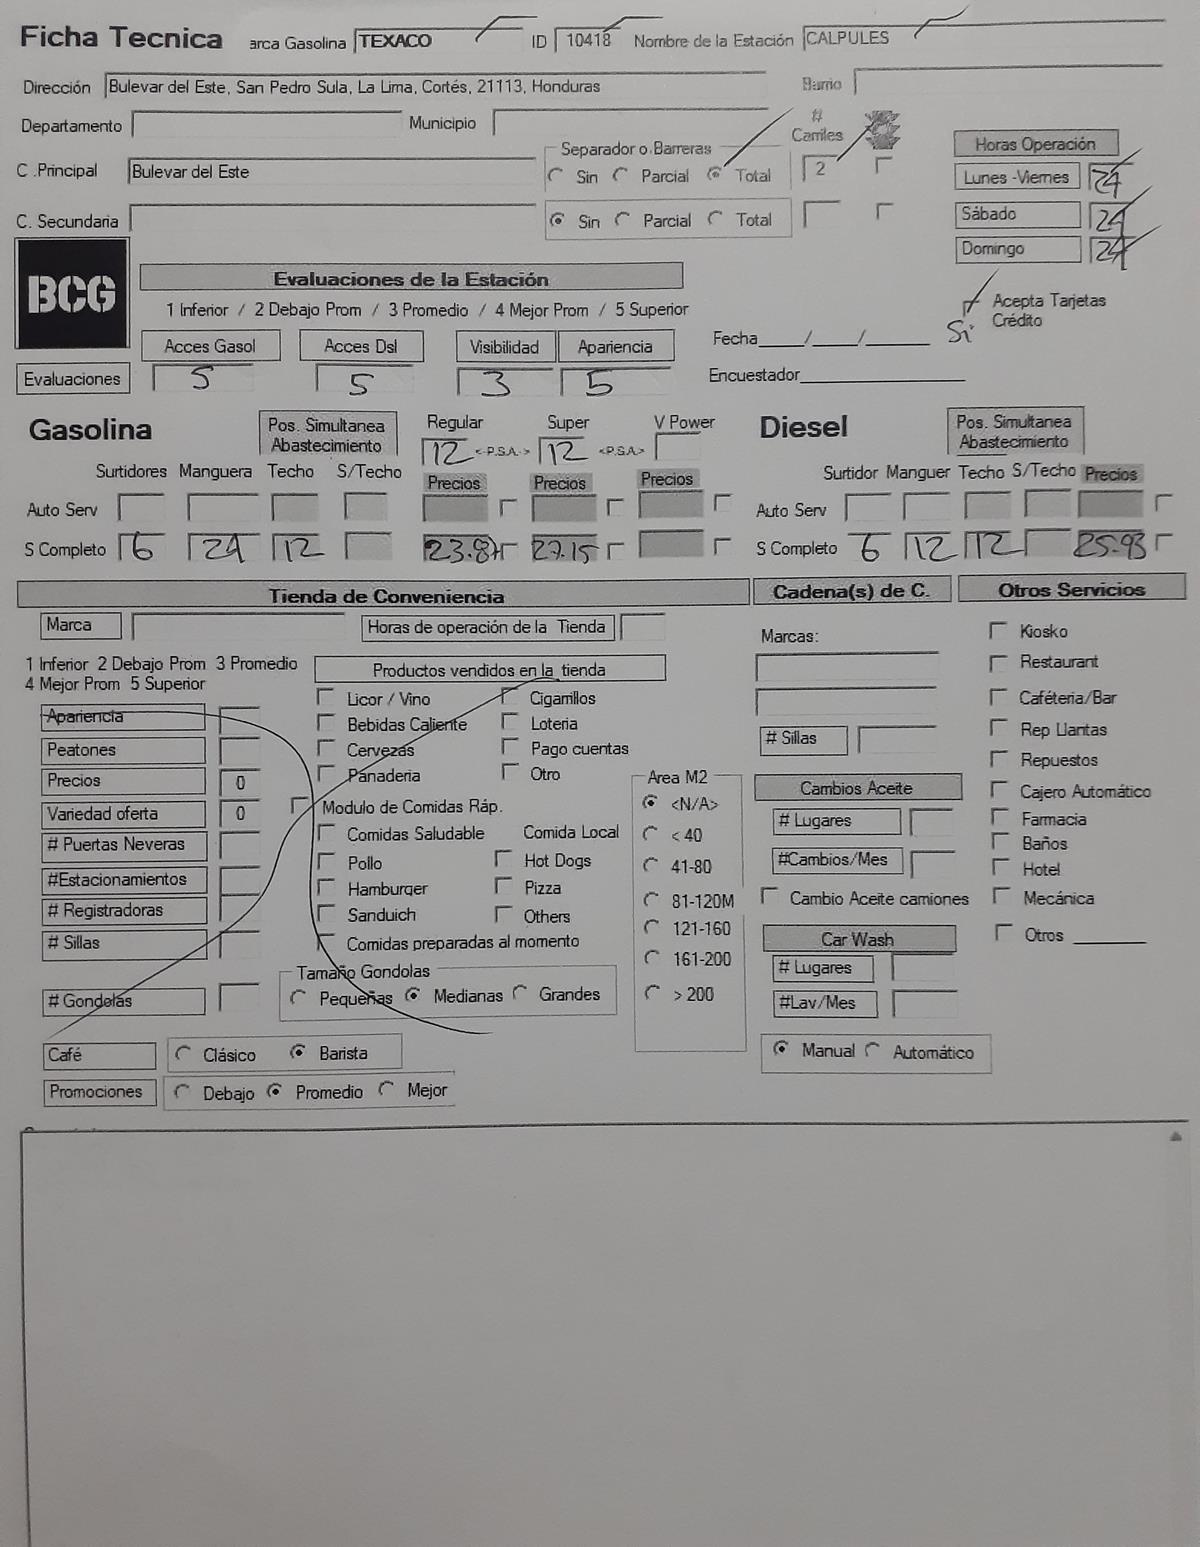 Ficha Tecnica arca Gasolina TEXACO ID 10418 Nombre de la Estación CALPULES
Dirección Bulevar del Este, San Pedro Sula, La Lima, Cortés, 21113, Honduras Barrio
Departamento Municipio # Carriles
Separador o Barreras Horas Operación
C .Principal Bulevar del Este Sin Parcial Total 2 Lunes -Viernes 24
C. Secundaria Sin Parcial Total Sábado 24
Domingo 24
BCG
Evaluaciones de la Estación
1 Inferior / 2 Debajo Prom / 3 Promedio / 4 Mejor Prom / 5 Superior
Acepta Tarjetas Crédito
Si
Fecha____/____/______
Acces Gasol Acces Dsl Visibilidad Apariencia
Evaluaciones 5 5 3 5 Encuestador
Gasolina Pos. Simultanea Abastecimiento Regular Super V Power Diesel Pos. Simultanea Abastecimiento
12 <-P.S.A.-> 12 <P.S.A.>
Surtidores Manguera Techo S/Techo Precios Precios Precios Surtidor Manguer Techo S/Techo Precios
Auto Serv Auto Serv
S Completo 6 24 12 23.87 27.15 S Completo 6 12 12 25.93
Tienda de Conveniencia Cadena(s) de C. Otros Servicios
Marca Horas de operación de la Tienda Marcas: Kiosko
1 Inferior 2 Debajo Prom 3 Promedio Productos vendidos en la tienda Restaurant
4 Mejor Prom 5 Superior
Licor / Vino Cigarrillos Caféteria/Bar
Apariencia Bebidas Caliente Loteria Rep Llantas
Peatones Cervezas Pago cuentas # Sillas Repuestos
Precios 0 Panaderia Otro Area M2 Cambios Aceite Cajero Automático
Variedad oferta 0 Modulo de Comidas Ráp. <N/A> # Lugares Farmacia
# Puertas Neveras Comidas Saludable Comida Local < 40 Baños
#Estacionamientos Pollo Hot Dogs 41-80 #Cambios/Mes Hotel
# Registradoras Hamburger Pizza 81-120M Cambio Aceite camiones Mecánica
Sanduich Others 121-160
# Sillas Comidas preparadas al momento 161-200 Car Wash Otros
Tamaño Gondolas # Lugares
# Gondolas Pequeñas Medianas Grandes > 200 #Lav/Mes
Café Clásico Barista Manual Automático
Promociones Debajo Promedio Mejor